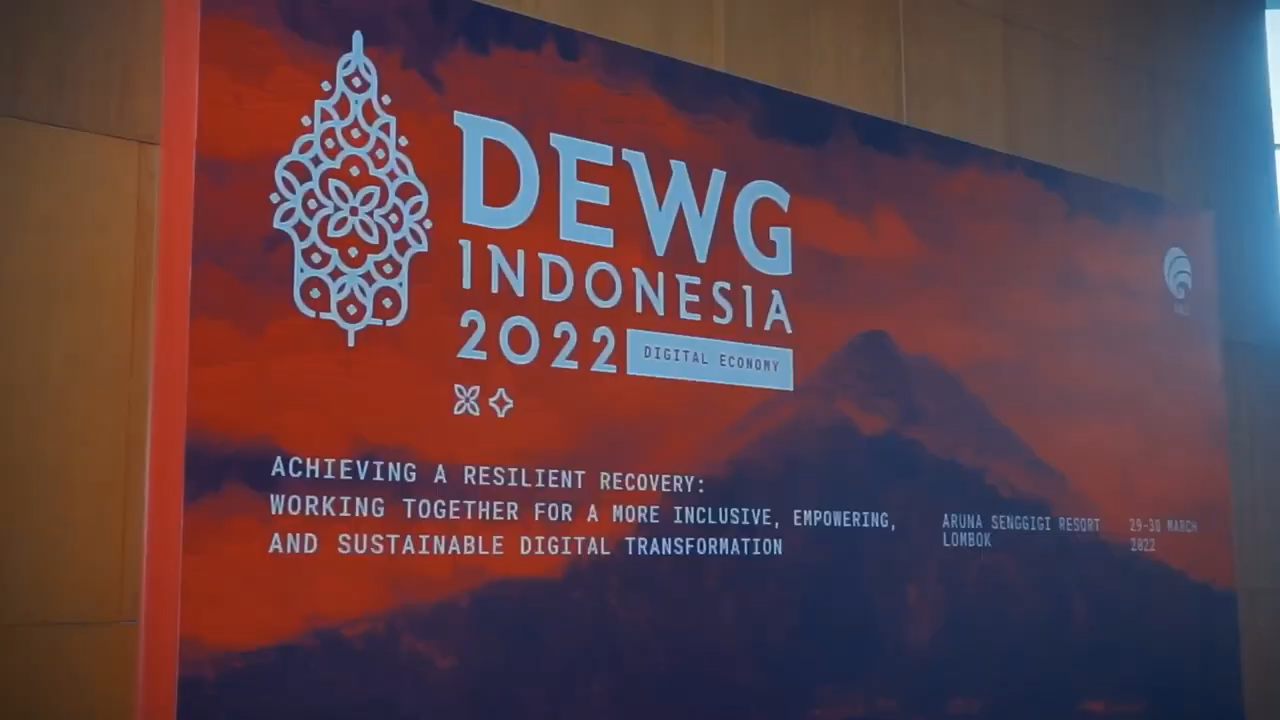 DEWG
INDONESIA
2022
DIGITAL ECONOMY
ACHIEVING A RESILIENT RECOVERY:
WORKING TOGETHER FOR A MORE INCLUSIVE, EMPOWERING,
AND SUSTAINABLE DIGITAL TRANSFORMATION
ARUNA SENGGIGI RESORT
LOMBOK
29-30 MARCH
2022